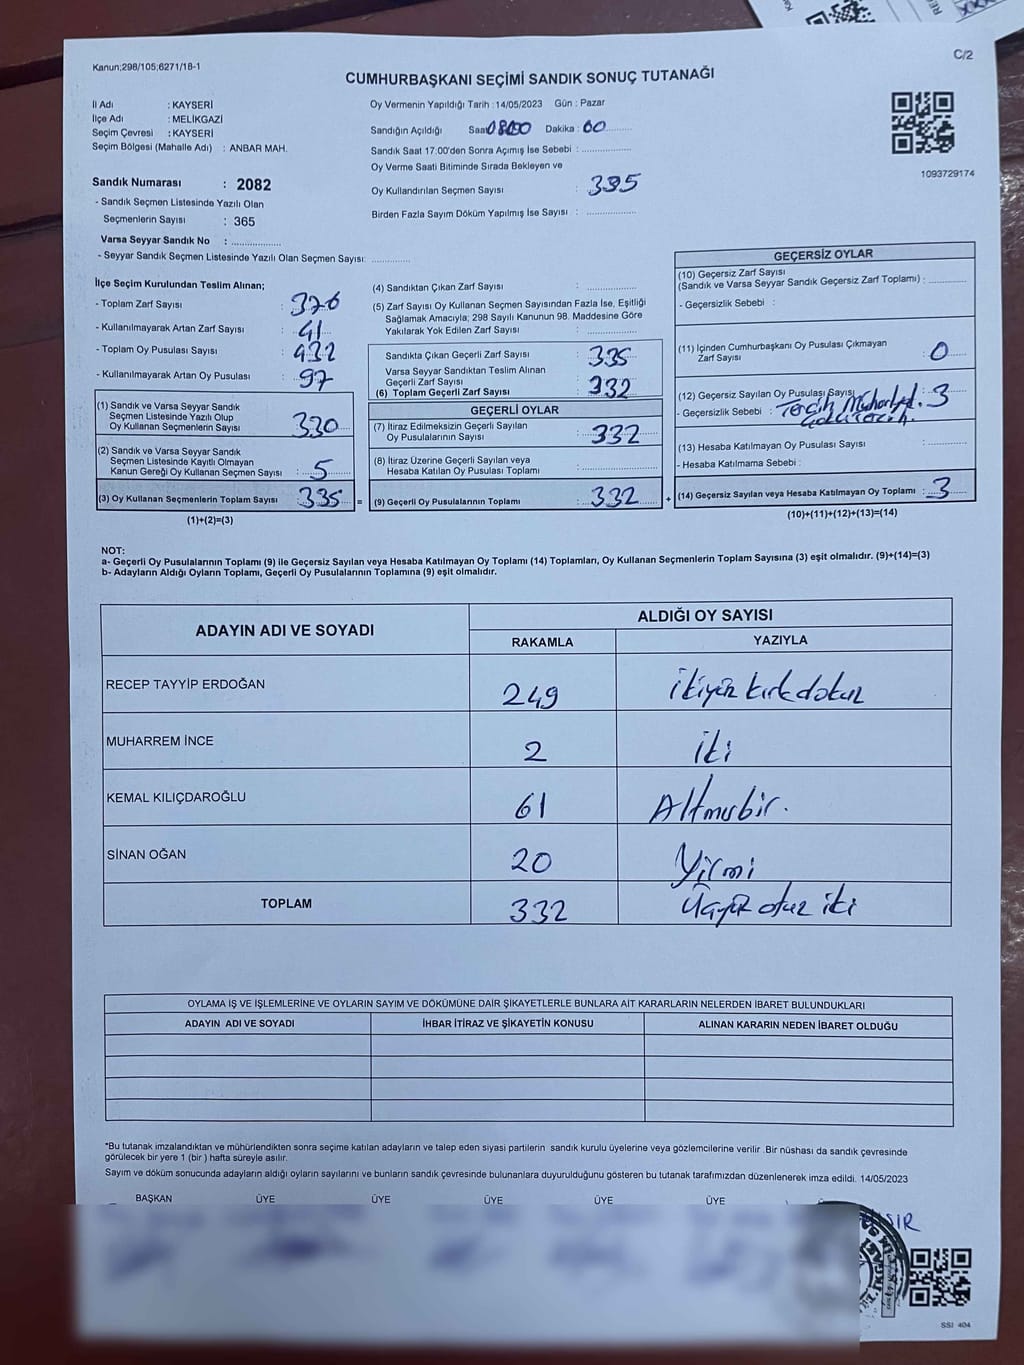 Kanun;298/105;6271/18-1
C/2
CUMHURBAŞKANI SEÇİMİ SANDIK SONUÇ TUTANAĞI
İl Adı : KAYSERİ
İlçe Adı : MELİKGAZİ
Seçim Çevresi : KAYSERİ
Seçim Bölgesi (Mahalle Adı) : ANBAR MAH.
Sandık Numarası : 2082
- Sandık Seçmen Listesinde Yazılı Olan
Seçmenlerin Sayısı : 365
Varsa Seyyar Sandık No : ..............
- Seyyar Sandık Seçmen Listesinde Yazılı Olan Seçmen Sayısı: ............
Oy Vermenin Yapıldığı Tarih : 14/05/2023 Gün : Pazar
Sandığın Açıldığı Saat Dakika : 00
Sandık Saat 17:00'den Sonra Açımış İse Sebebi : ..............
Oy Verme Saati Bitiminde Sırada Bekleyen ve
Oy Kullandırılan Seçmen Sayısı : 335
Birden Fazla Sayım Döküm Yapılmış İse Sayısı : ..............
1093729174
İlçe Seçim Kurulundan Teslim Alınan;
- Toplam Zarf Sayısı : 376
- Kullanılmayarak Artan Zarf Sayısı : 41
- Toplam Oy Pusulası Sayısı : 432
- Kullanılmayarak Artan Oy Pusulası : 97
(1) Sandık ve Varsa Seyyar Sandık
Seçmen Listesinde Yazılı Olup
Oy Kullanan Seçmenlerin Sayısı : 330
(2) Sandık ve Varsa Seyyar Sandık
Seçmen Listesinde Kayıtlı Olmayan
Kanun Gereği Oy Kullanan Seçmen Sayısı : 5
(3) Oy Kullanan Seçmenlerin Toplam Sayısı : 335 =
(1)+(2)=(3)
(4) Sandıktan Çıkan Zarf Sayısı : ..............
(5) Zarf Sayısı Oy Kullanan Seçmen Sayısından Fazla İse, Eşitliği
Sağlamak Amacıyla; 298 Sayılı Kanunun 98. Maddesine Göre
Yakılarak Yok Edilen Zarf Sayısı : ..............
Sandıkta Çıkan Geçerli Zarf Sayısı : 335
Varsa Seyyar Sandıktan Teslim Alınan
Geçerli Zarf Sayısı :
(6) Toplam Geçerli Zarf Sayısı : 332
GEÇERLİ OYLAR
(7) İtiraz Edilmeksizin Geçerli Sayılan
Oy Pusulalarının Sayısı : 332
(8) İtiraz Üzerine Geçerli Sayılan veya
Hesaba Katılan Oy Pusulası Toplamı : ..............
(9) Geçerli Oy Pusulalarının Toplamı : 332 +
GEÇERSİZ OYLAR
(10) Geçersiz Zarf Sayısı
(Sandık ve Varsa Seyyar Sandık Geçersiz Zarf Toplamı) : ............
- Geçersizlik Sebebi :
(11) İçinden Cumhurbaşkanı Oy Pusulası Çıkmayan
Zarf Sayısı : 0
(12) Geçersiz Sayılan Oy Pusulası Sayısı : 3
- Geçersizlik Sebebi : Tercih
(13) Hesaba Katılmayan Oy Pusulası Sayısı : ............
- Hesaba Katılmama Sebebi :
(14) Geçersiz Sayılan veya Hesaba Katılmayan Oy Toplamı : 3
(10)+(11)+(12)+(13)=(14)
NOT:
a- Geçerli Oy Pusulalarının Toplamı (9) ile Geçersiz Sayılan veya Hesaba Katılmayan Oy Toplamı (14) Toplamları, Oy Kullanan Seçmenlerin Toplam Sayısına (3) eşit olmalıdır. (9)+(14)=(3)
b- Adayların Aldığı Oyların Toplamı, Geçerli Oy Pusulalarının Toplamına (9) eşit olmalıdır.
ADAYIN ADI VE SOYADI
ALDIĞI OY SAYISI
RAKAMLA YAZIYLA
RECEP TAYYİP ERDOĞAN 249 ikiyüz kırkdokuz
MUHARREM İNCE 2 iki
KEMAL KILIÇDAROĞLU 61 Altmışbir.
SİNAN OĞAN 20 Yirmi
TOPLAM 332 Üçyüz otuz iki
OYLAMA İŞ VE İŞLEMLERİNE VE OYLARIN SAYIM VE DÖKÜMÜNE DAİR ŞİKAYETLERLE BUNLARA AİT KARARLARIN NELERDEN İBARET BULUNDUKLARI
ADAYIN ADI VE SOYADI İHBAR İTİRAZ VE ŞİKAYETİN KONUSU ALINAN KARARIN NEDEN İBARET OLDUĞU
*Bu tutanak imzalandıktan ve mühürlendikten sonra seçime katılan adayların ve talep eden siyasi partilerin sandık kurulu üyelerine veya gözlemcilerine verilir .Bir nüshası da sandık çevresinde
görülecek bir yere 1 (bir ) hafta süreyle asılır.
Sayım ve döküm sonucunda adayların aldığı oyların sayılarını ve bunların sandık çevresinde bulunanlara duyurulduğunu gösteren bu tutanak tarafımızdan düzenlenerek imza edildi. 14/05/2023
BAŞKAN ÜYE ÜYE ÜYE ÜYE ÜYE
SSI 404